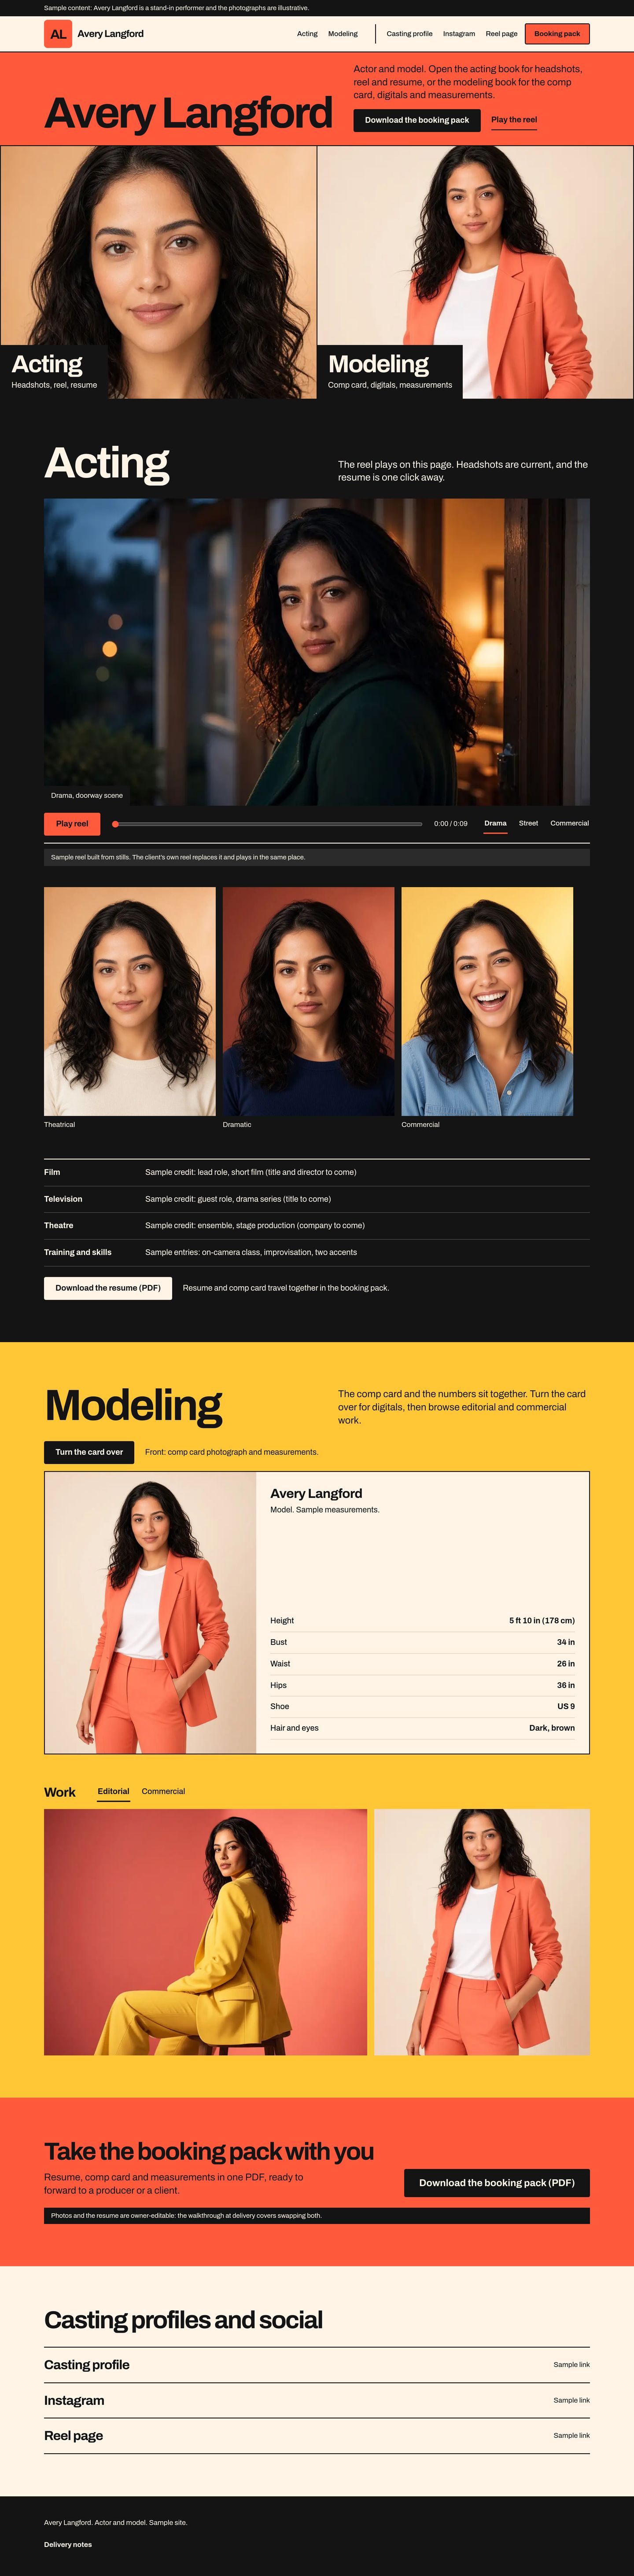 Sample content: Avery Langford is a stand-in performer and the photographs are illustrative.
AL
Avery Langford
Acting
Modeling
Casting profile
Instagram
Reel page
Booking pack
Avery Langford
Actor and model. Open the acting book for headshots,
reel and resume, or the modeling book for the comp
card, digitals and measurements.
Download the booking pack
Play the reel
Acting
Headshots, reel, resume
Modeling
Comp card, digitals, measurements
Acting
The reel plays on this page. Headshots are current, and the
resume is one click away.
Drama, doorway scene
Play reel
0:00 / 0:09
Drama
Street
Commercial
Sample reel built from stills. The client's own reel replaces it and plays in the same place.
Theatrical
Dramatic
Commercial
Film
Sample credit: lead role, short film (title and director to come)
Television
Sample credit: guest role, drama series (title to come)
Theatre
Sample credit: ensemble, stage production (company to come)
Training and skills
Sample entries: on-camera class, improvisation, two accents
Download the resume (PDF)
Resume and comp card travel together in the booking pack.
Modeling
The comp card and the numbers sit together. Turn the card
over for digitals, then browse editorial and commercial
work.
Turn the card over
Front: comp card photograph and measurements.
Avery Langford
Model. Sample measurements.
Height
5 ft 10 in (178 cm)
Bust
34 in
Waist
26 in
Hips
36 in
Shoe
US 9
Hair and eyes
Dark, brown
Work
Editorial
Commercial
Take the booking pack with you
Resume, comp card and measurements in one PDF, ready to
forward to a producer or a client.
Download the booking pack (PDF)
Photos and the resume are owner-editable: the walkthrough at delivery covers swapping both.
Casting profiles and social
Casting profile
Sample link
Instagram
Sample link
Reel page
Sample link
Avery Langford. Actor and model. Sample site.
Delivery notes